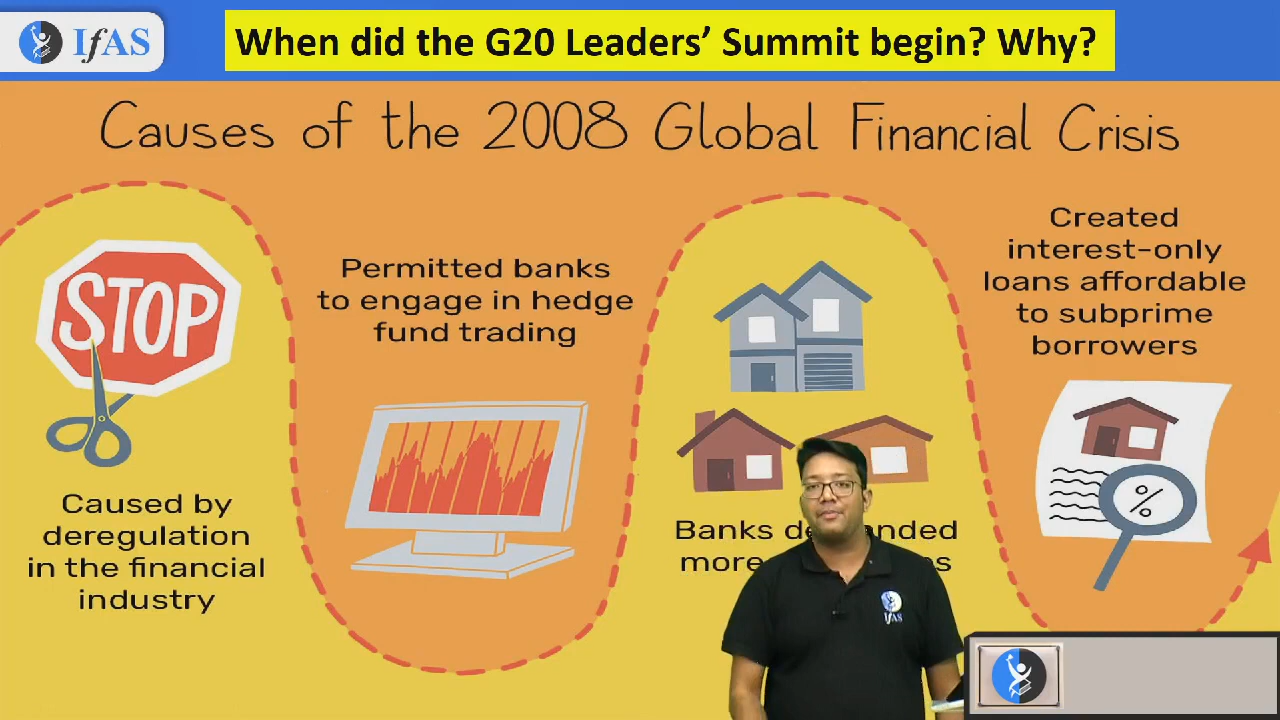 IfAS
When did the G20 Leaders’ Summit begin? Why?
Causes of the 2008 Global Financial Crisis
STOP
Caused by
deregulation
in the financial
industry
Permitted banks
to engage in hedge
fund trading
Banks
more
Created
interest-only
loans affordable
to subprime
borrowers
%
IfAS